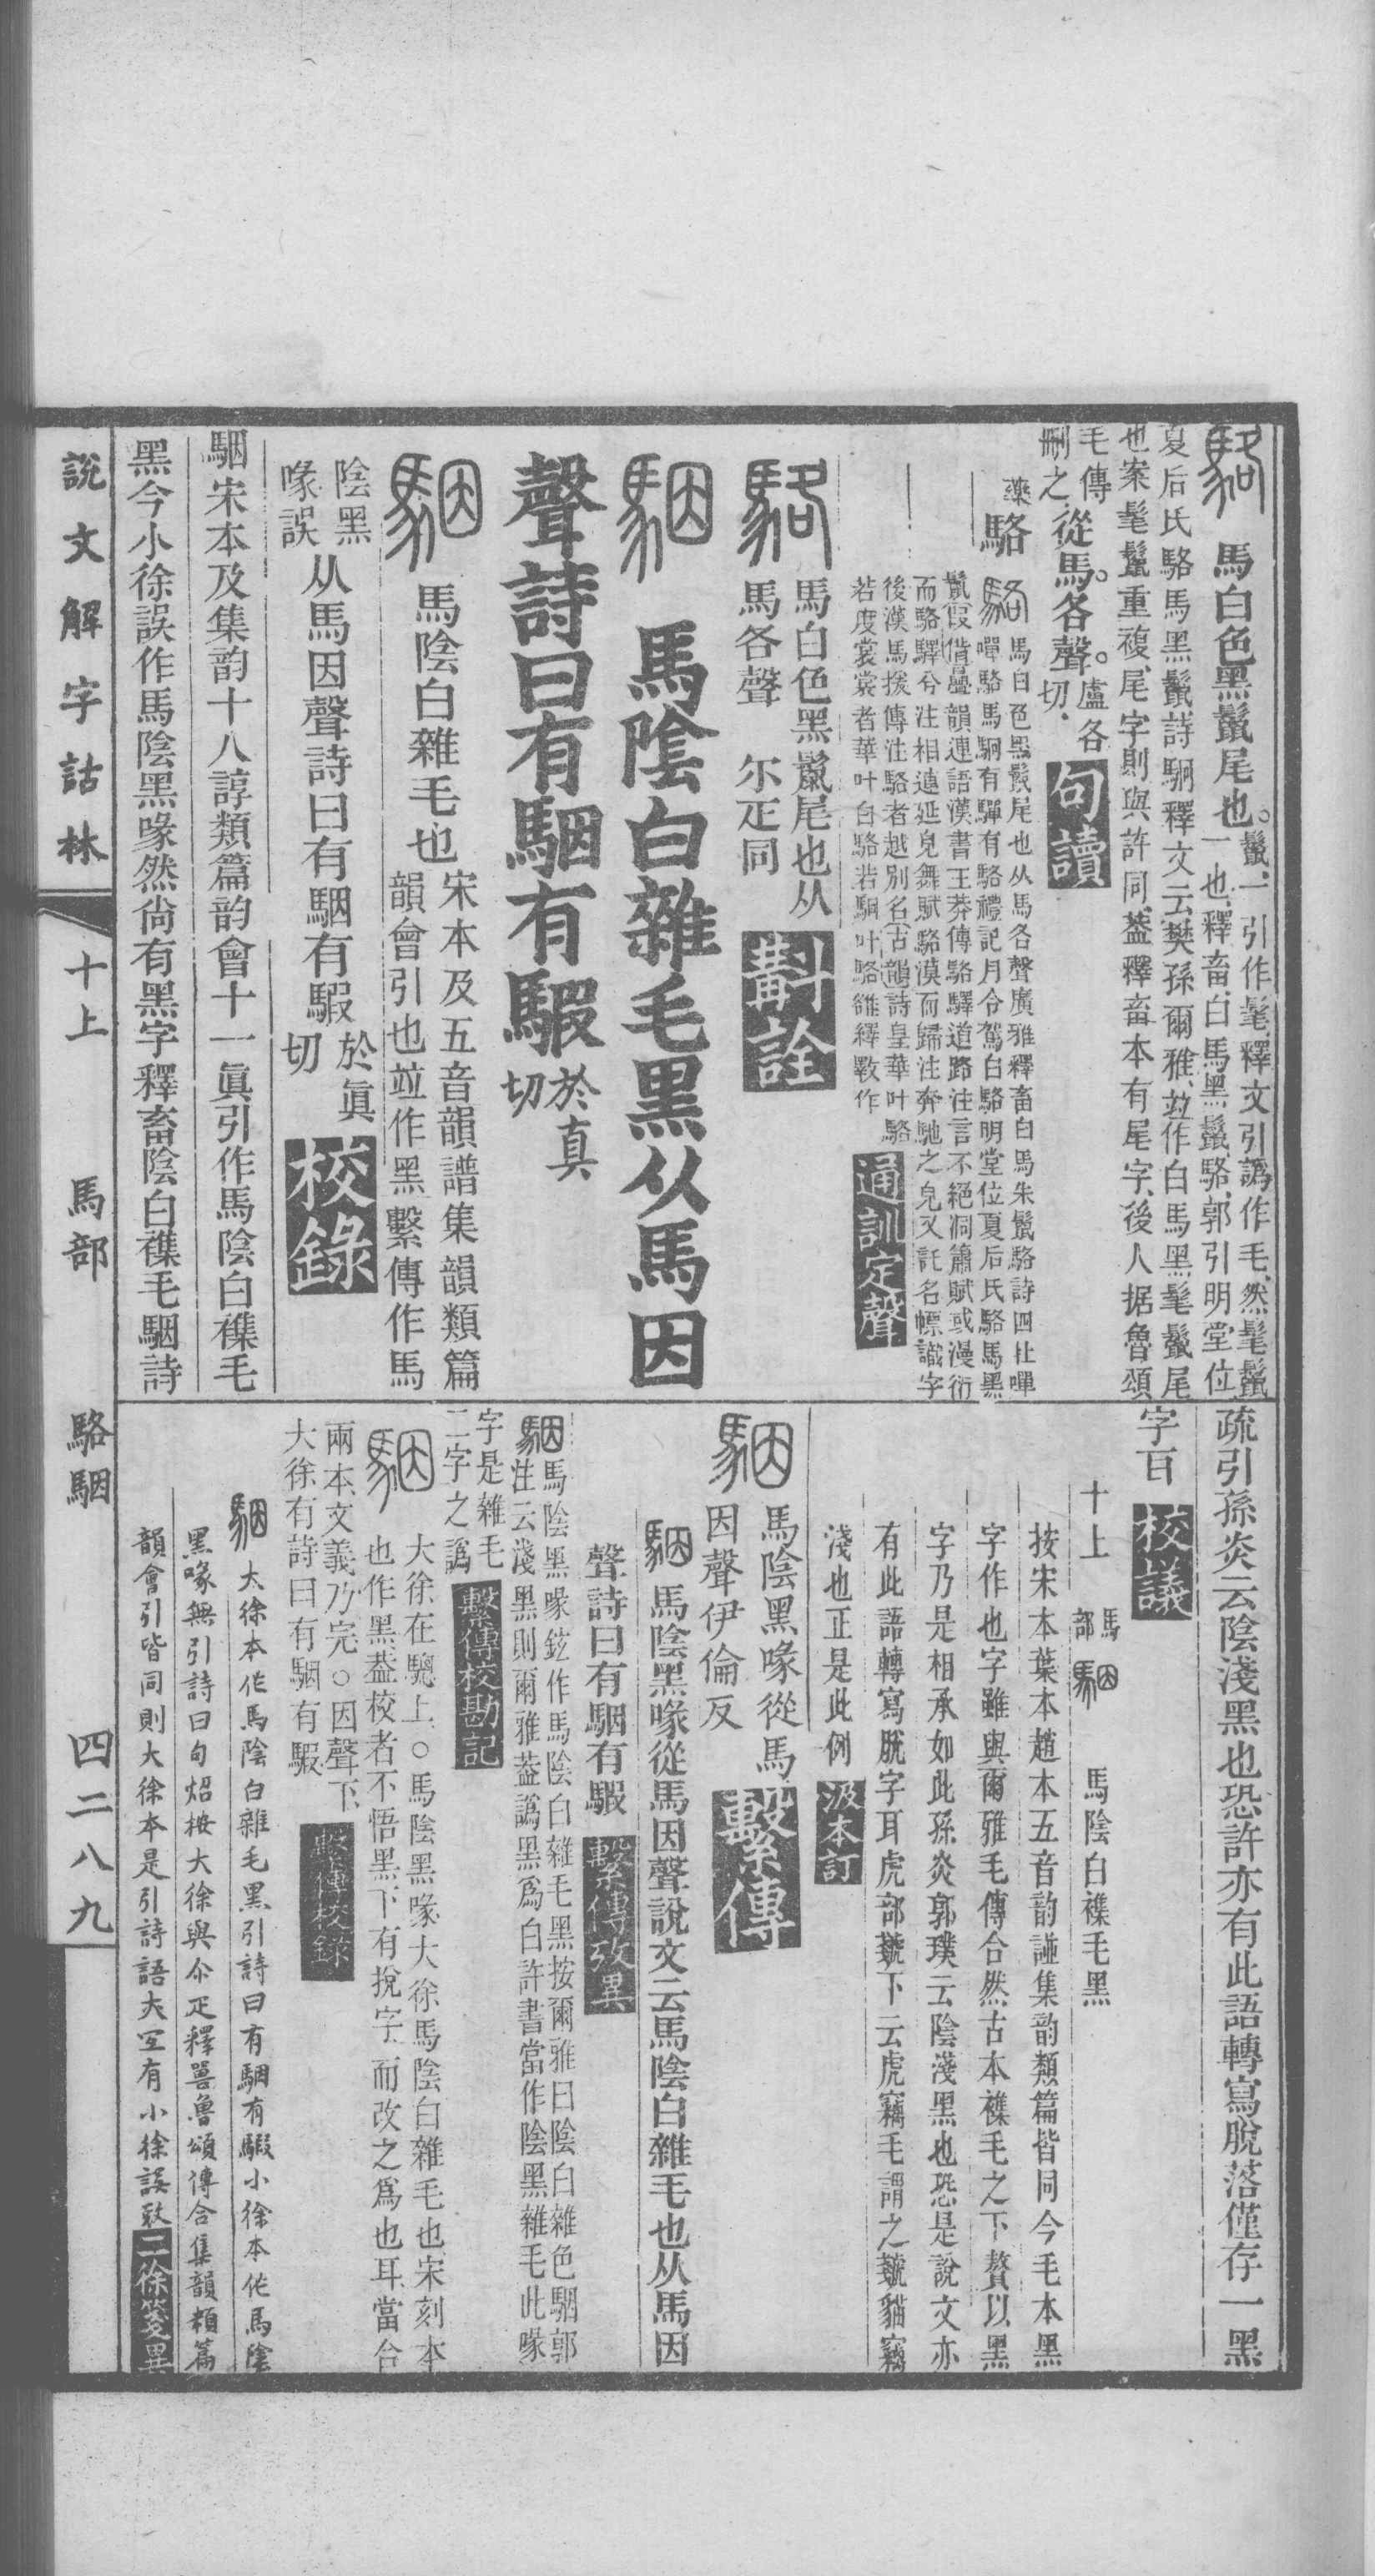 馬白色黑鬣尾也。鬣、一引作髦、釋文引譌作毛、然髦鬣
一也、釋畜、白馬黑鬣、駱、郭引明堂位、
夏后氏駱馬黑鬣、詩駉釋文云、樊孫爾雅、竝作白馬黑髦鬣尾
也、案髦鬣重複、尾字則與許同、葢釋畜本有尾字、後人据魯頌
毛傳
刪之、從馬。各聲。盧各
切. 句讀
藥 駱 馬白色黑鬣尾也从馬各聲廣雅釋畜白馬朱鬣駱詩四牡嘽
嘽駱馬駉有驒有駱禮記月令駕白駱明堂位夏后氏駱馬黑
鬣(叚借)疊韻連語漢書王莽傳駱驛道路注言不絕洞簫賦或漫衍
而駱驛兮注相連延皃舞賦駱漠而歸注奔馳之皃又託名幖識字
後漢馬援傳注駱者越別名(古韻)詩皇華叶駱
若度裳裳者華叶白駱若駉叶駱雒繹斁作 通訓定聲
馬白色黑鬣尾也从
馬各聲 尒疋同 斠詮
馬陰白雜毛黑从馬因
聲詩曰有駰有騢於真
切
馬陰白雜毛也宋本及五音韻譜集韻類篇
韻會引也竝作黑繫傳作馬
陰黑
喙誤从馬因聲詩曰有駰有騢於眞
切 校錄
駰宋本及集韵十八諄類篇韵會十一眞引作馬陰白襍毛
黑今小徐誤作馬陰黑喙然尙有黑字釋畜陰白襍毛駰詩
疏引孫炎云陰淺黑也恐許亦有此語轉寫脫落僅存一黑
字百 校議
十上 馬部 駰 馬陰白襍毛黑
按宋本葉本趙本五音韵譜集韵類篇皆同今毛本黑
字作也字雖與爾雅毛傳合然古本襍毛之下贅以黑
字乃是相承如此孫炎郭璞云陰淺黑也恐是說文亦
有此語轉寫脫字耳虎部虦下云虎竊毛謂之虦貓竊
淺也正是此例 汲本訂
馬陰黑喙從馬
因聲伊倫反 繫傳
駰 馬陰黑喙從馬因聲說文云馬陰白雜毛也从馬因
聲詩曰有駰有騢 繫傳攷異
駰馬陰黑喙鉉作馬陰白雜毛黑按爾雅曰陰白雜色駰郭
注云淺黑則爾雅葢譌黑爲白許書當作陰黑雜毛此喙
字是雜毛
二字之譌 繫傳校勘記
大徐在驄上○馬陰黑喙大徐馬陰白雜毛也宋刻本
也作黑葢校者不悟黑下有挩字、而改之爲也耳、當合
兩本、文義乃完○因聲下、
大徐有詩曰有駰有騢 繫傳校錄
大徐本作馬陰白雜毛黑引詩曰有駰有騢小徐本作馬陰
黑喙無引詩曰句炤按大徐與尒疋釋嘼魯頌傳合集韻類篇
韻會引皆同則大徐本是引詩語大㣲有小徐誤敚 二徐箋異
說文解字詁林 十上 馬部 駱駰 四二八九